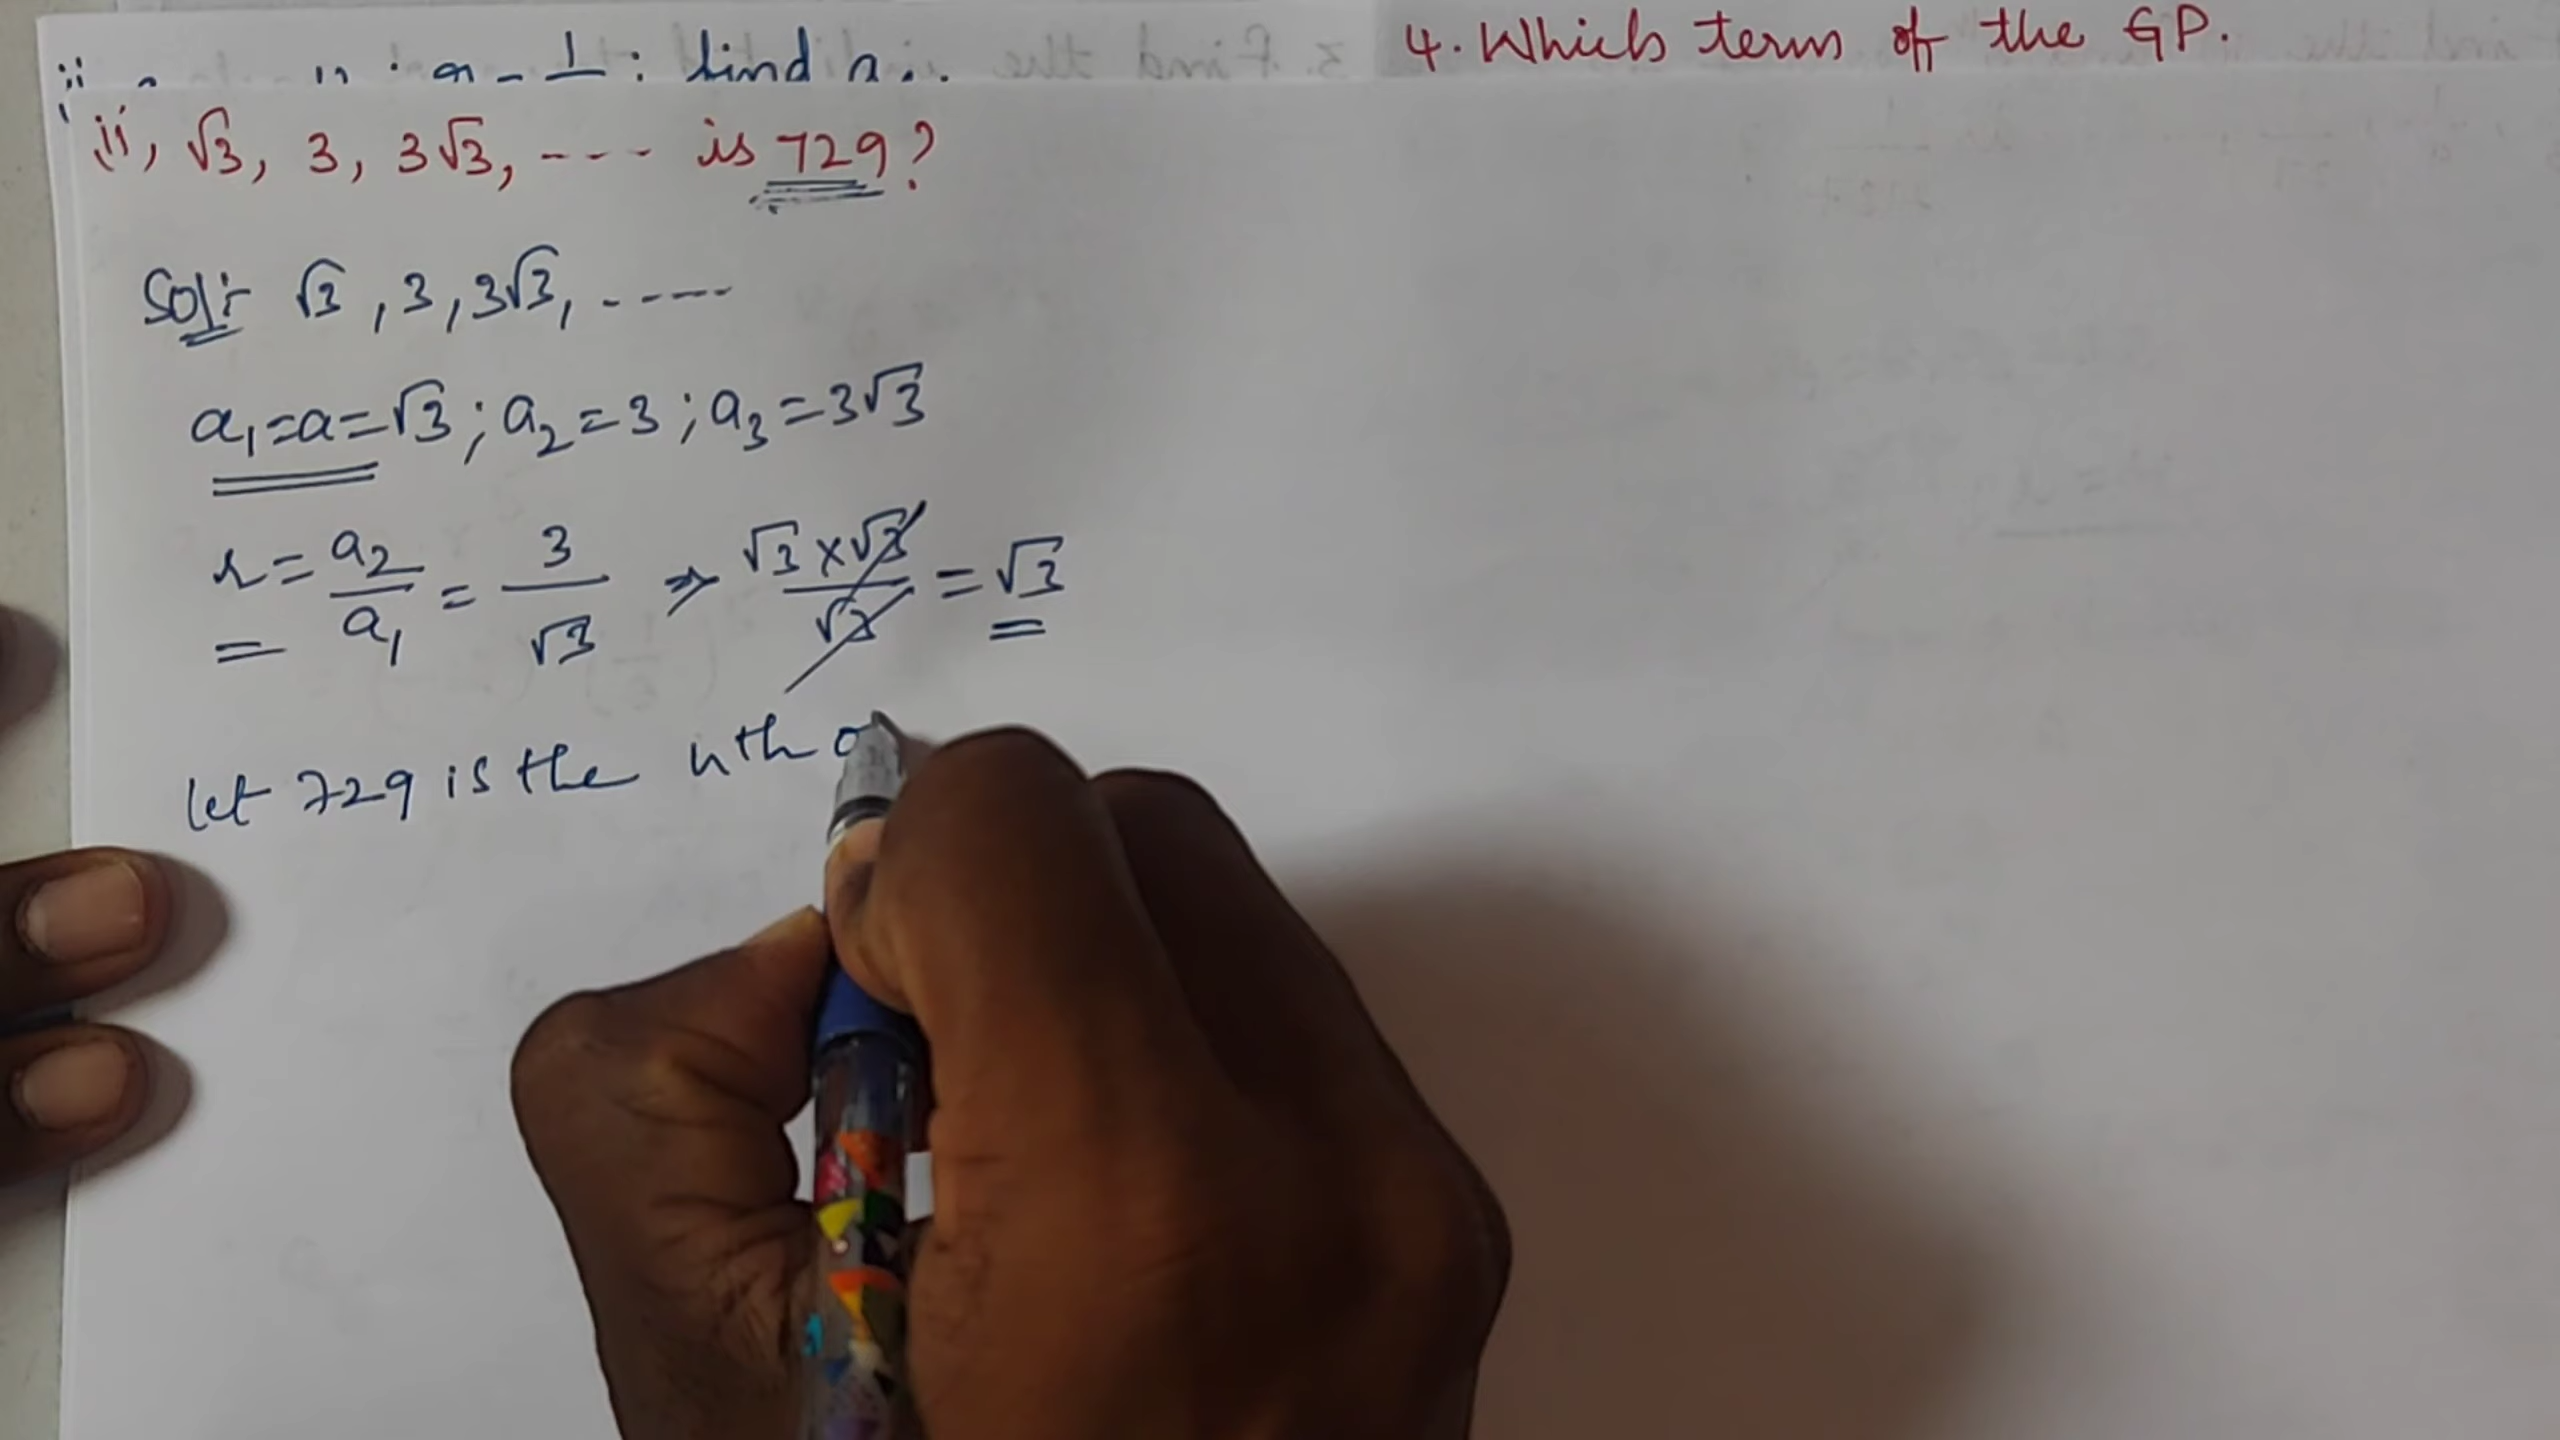 4. Which term of the GP.
ii, √3, 3, 3√3, ---- is 729?
Sol:- √3, 3, 3√3, -----
a₁=a=√3; a₂=3; a₃=3√3
r = a₂/a₁ = 3/√3 ⇒ √3×√3/√3 = √3
let 729 is the nth o